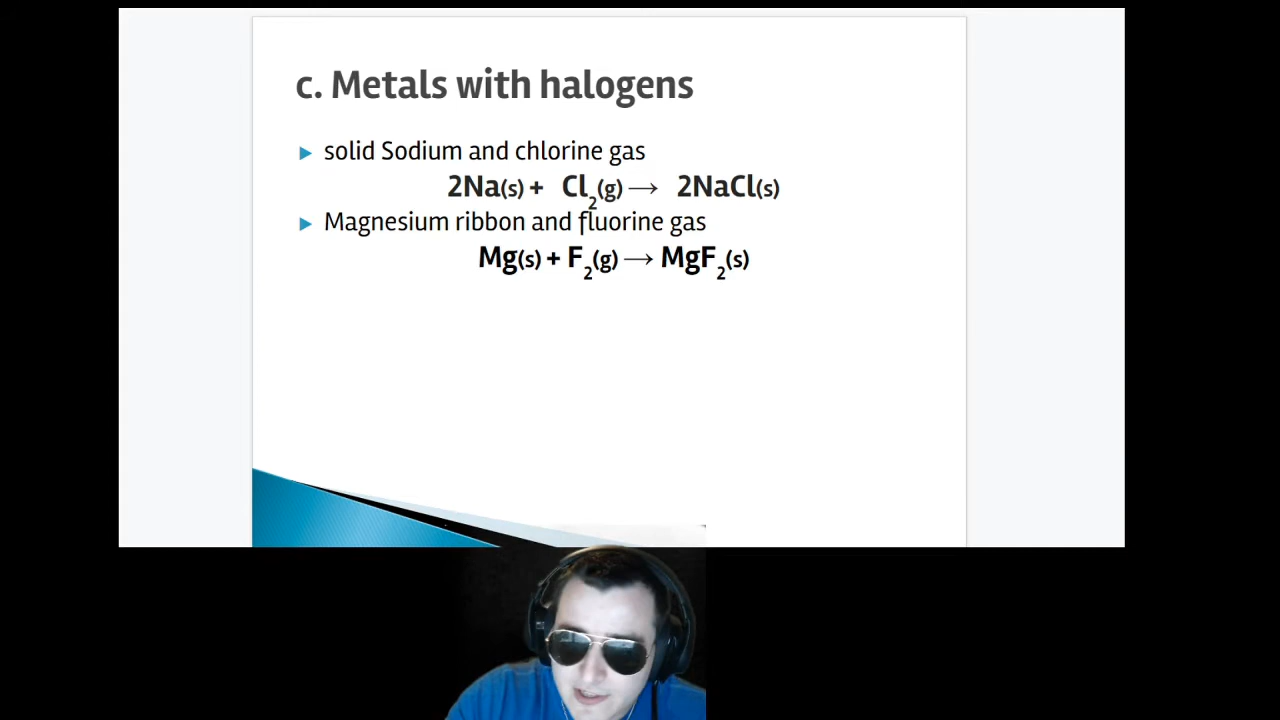 c. Metals with halogens
solid Sodium and chlorine gas
2Na(s) + Cl₂(g) → 2NaCl(s)
Magnesium ribbon and fluorine gas
Mg(s) + F₂(g) → MgF₂(s)